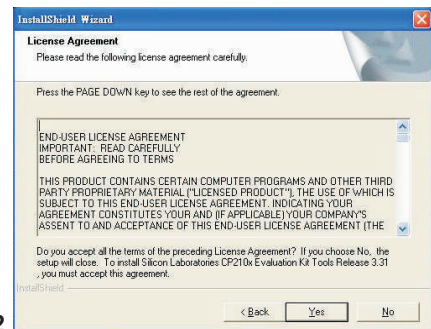 InstallShield Wizard
License Agreement
Please read the following license agreement carefully.
Press the PAGE DOWN key to see the rest of the agreement.
END-USER LICENSE AGREEMENT
IMPORTANT: READ CAREFULLY
BEFORE AGREEING TO TERMS
THIS PRODUCT CONTAINS CERTAIN COMPUTER PROGRAMS AND OTHER THIRD
PARTY PROPRIETARY MATERIAL ("LICENSED PRODUCT"), THE USE OF WHICH IS
SUBJECT TO THIS END-USER LICENSE AGREEMENT. INDICATING YOUR
AGREEMENT CONSTITUTES YOUR AND (IF APPLICABLE) YOUR COMPANY'S
ASSENT TO AND ACCEPTANCE OF THIS END-USER LICENSE AGREEMENT (THE
Do you accept all the terms of the preceding License Agreement? If you choose No, the
setup will close. To install Silicon Laboratories CP210x Evaluation Kit Tools Release 3.31
, you must accept this agreement.
InstallShield
< Back Yes No